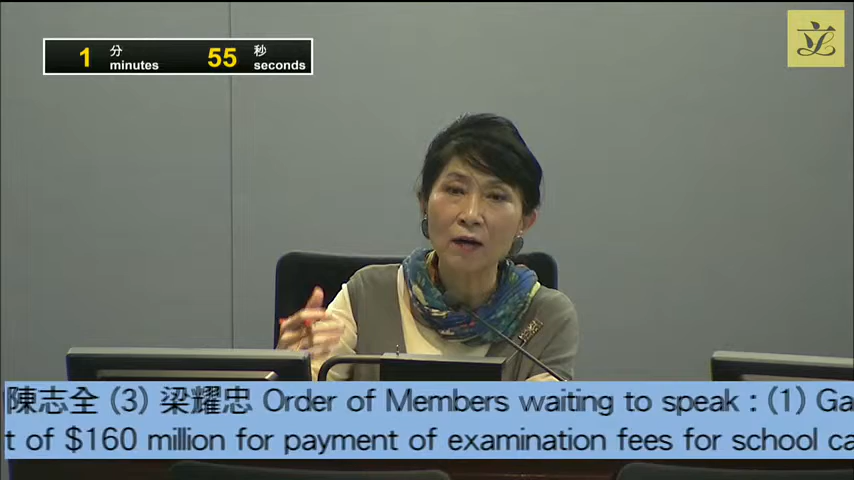 1 分 minutes 55 秒 seconds
立
陳志全 (3) 梁耀忠 Order of Members waiting to speak : (1) Ga
t of $160 million for payment of examination fees for school ca